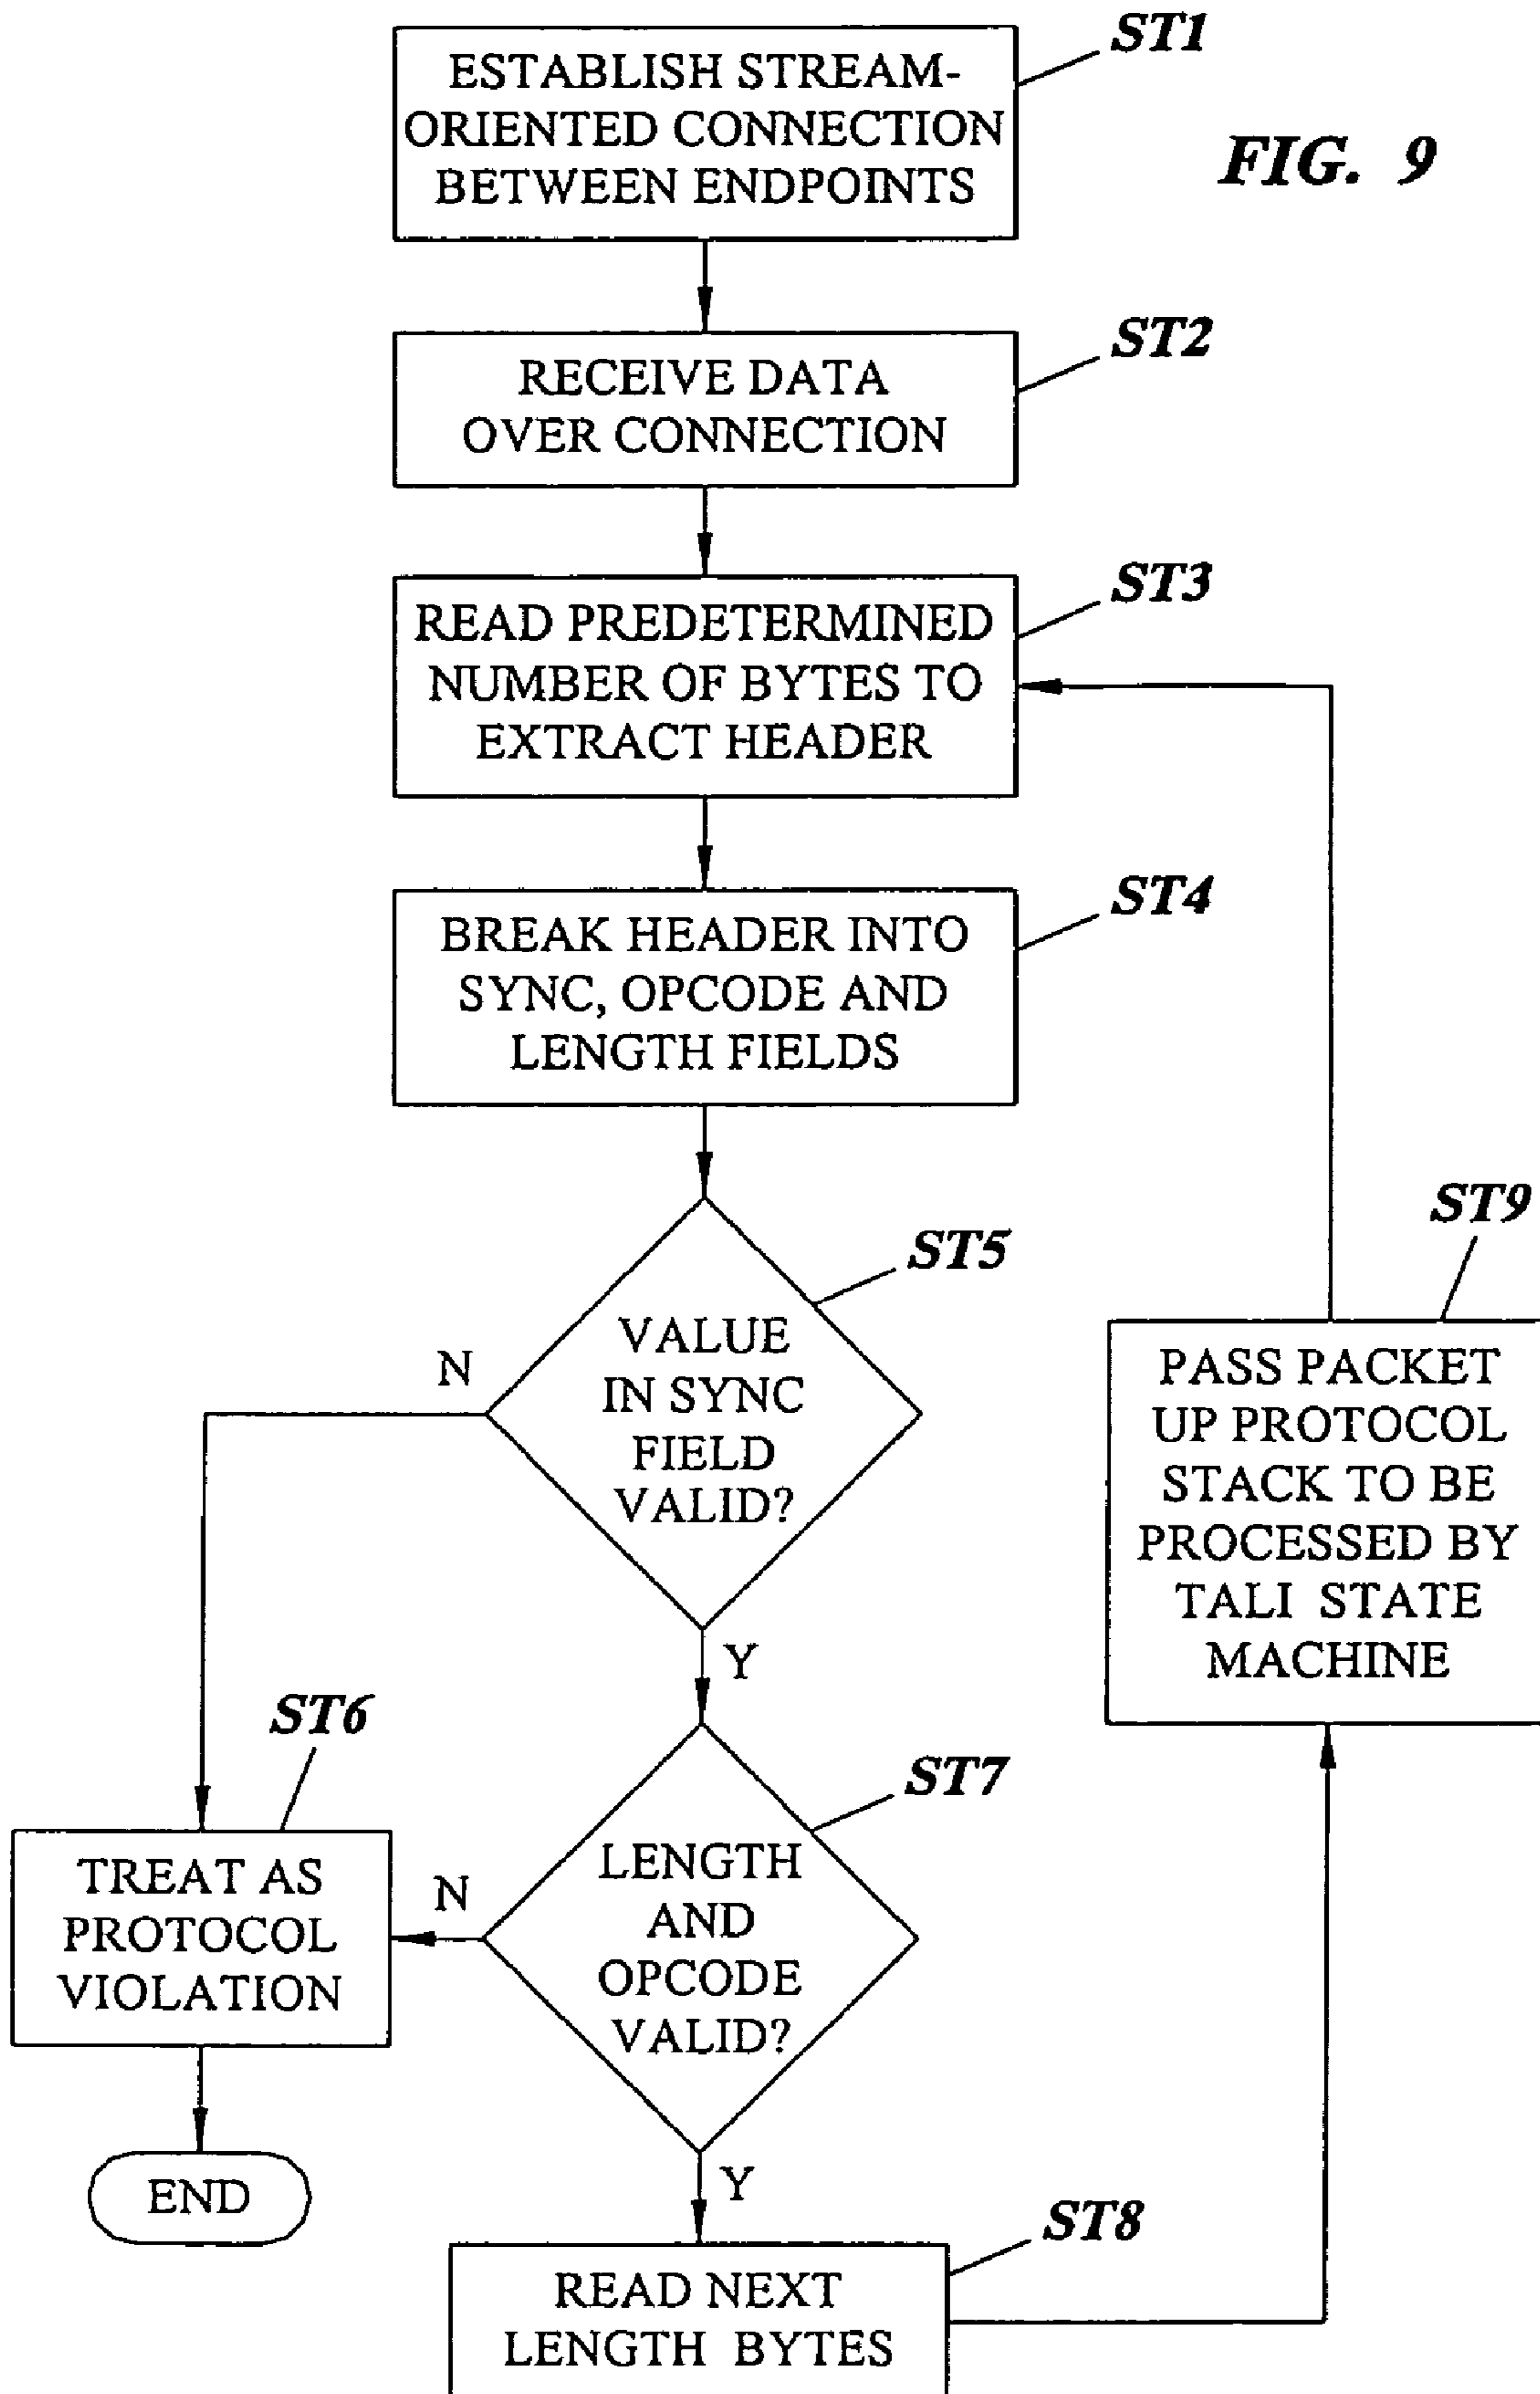 ST1
ESTABLISH STREAM-
ORIENTED CONNECTION
BETWEEN ENDPOINTS
FIG. 9
ST2
RECEIVE DATA
OVER CONNECTION
ST3
READ PREDETERMINED
NUMBER OF BYTES TO
EXTRACT HEADER
ST4
BREAK HEADER INTO
SYNC, OPCODE AND
LENGTH FIELDS
ST5
VALUE
IN SYNC
FIELD
VALID?
N
Y
ST6
TREAT AS
PROTOCOL
VIOLATION
END
ST7
LENGTH
AND
OPCODE
VALID?
N
Y
ST8
READ NEXT
LENGTH BYTES
ST9
PASS PACKET
UP PROTOCOL
STACK TO BE
PROCESSED BY
TALI STATE
MACHINE